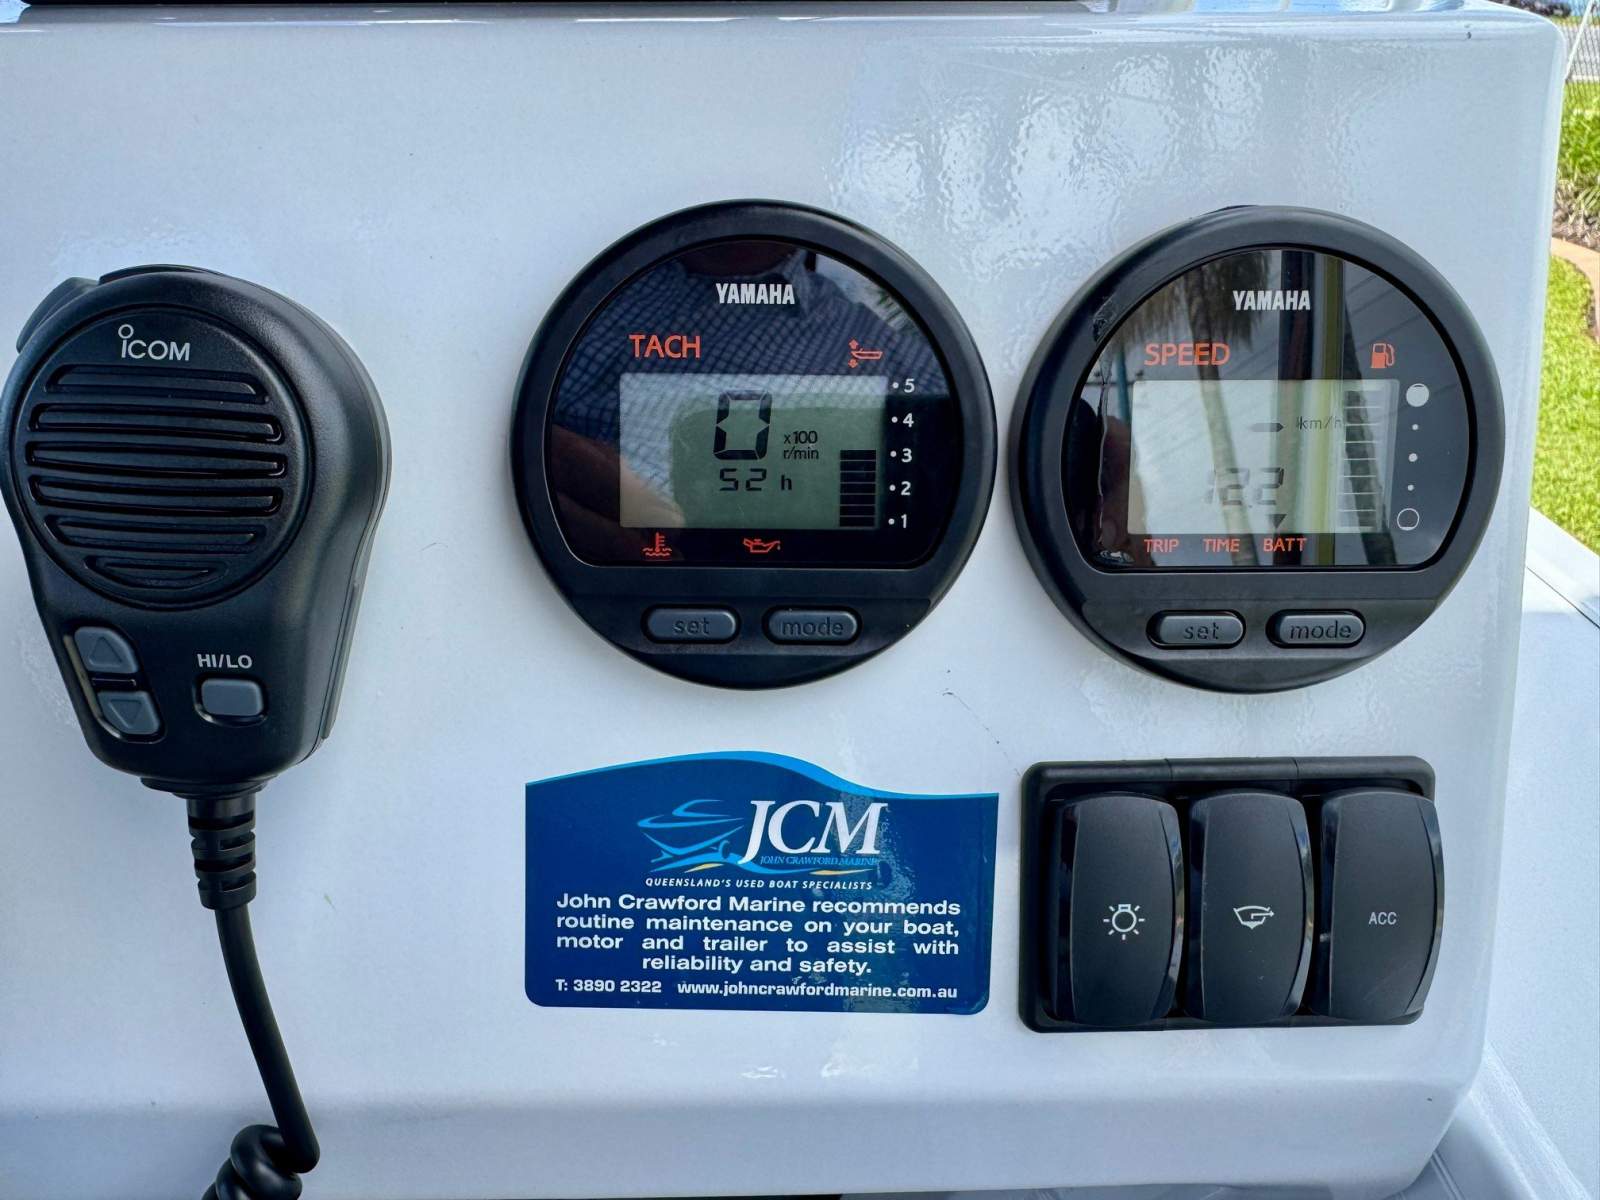 ICOM
HI/LO
YAMAHA
TACH
0 x100
r/min
52 h
5
4
3
2
1
set mode
YAMAHA
SPEED
- km/h
12.2
TRIP TIME BATT
set mode
JCM
JOHN CRAWFORD MARINE
QUEENSLAND'S USED BOAT SPECIALISTS
John Crawford Marine recommends
routine maintenance on your boat,
motor and trailer to assist with
reliability and safety.
T: 3890 2322 www.johncrawfordmarine.com.au
ACC